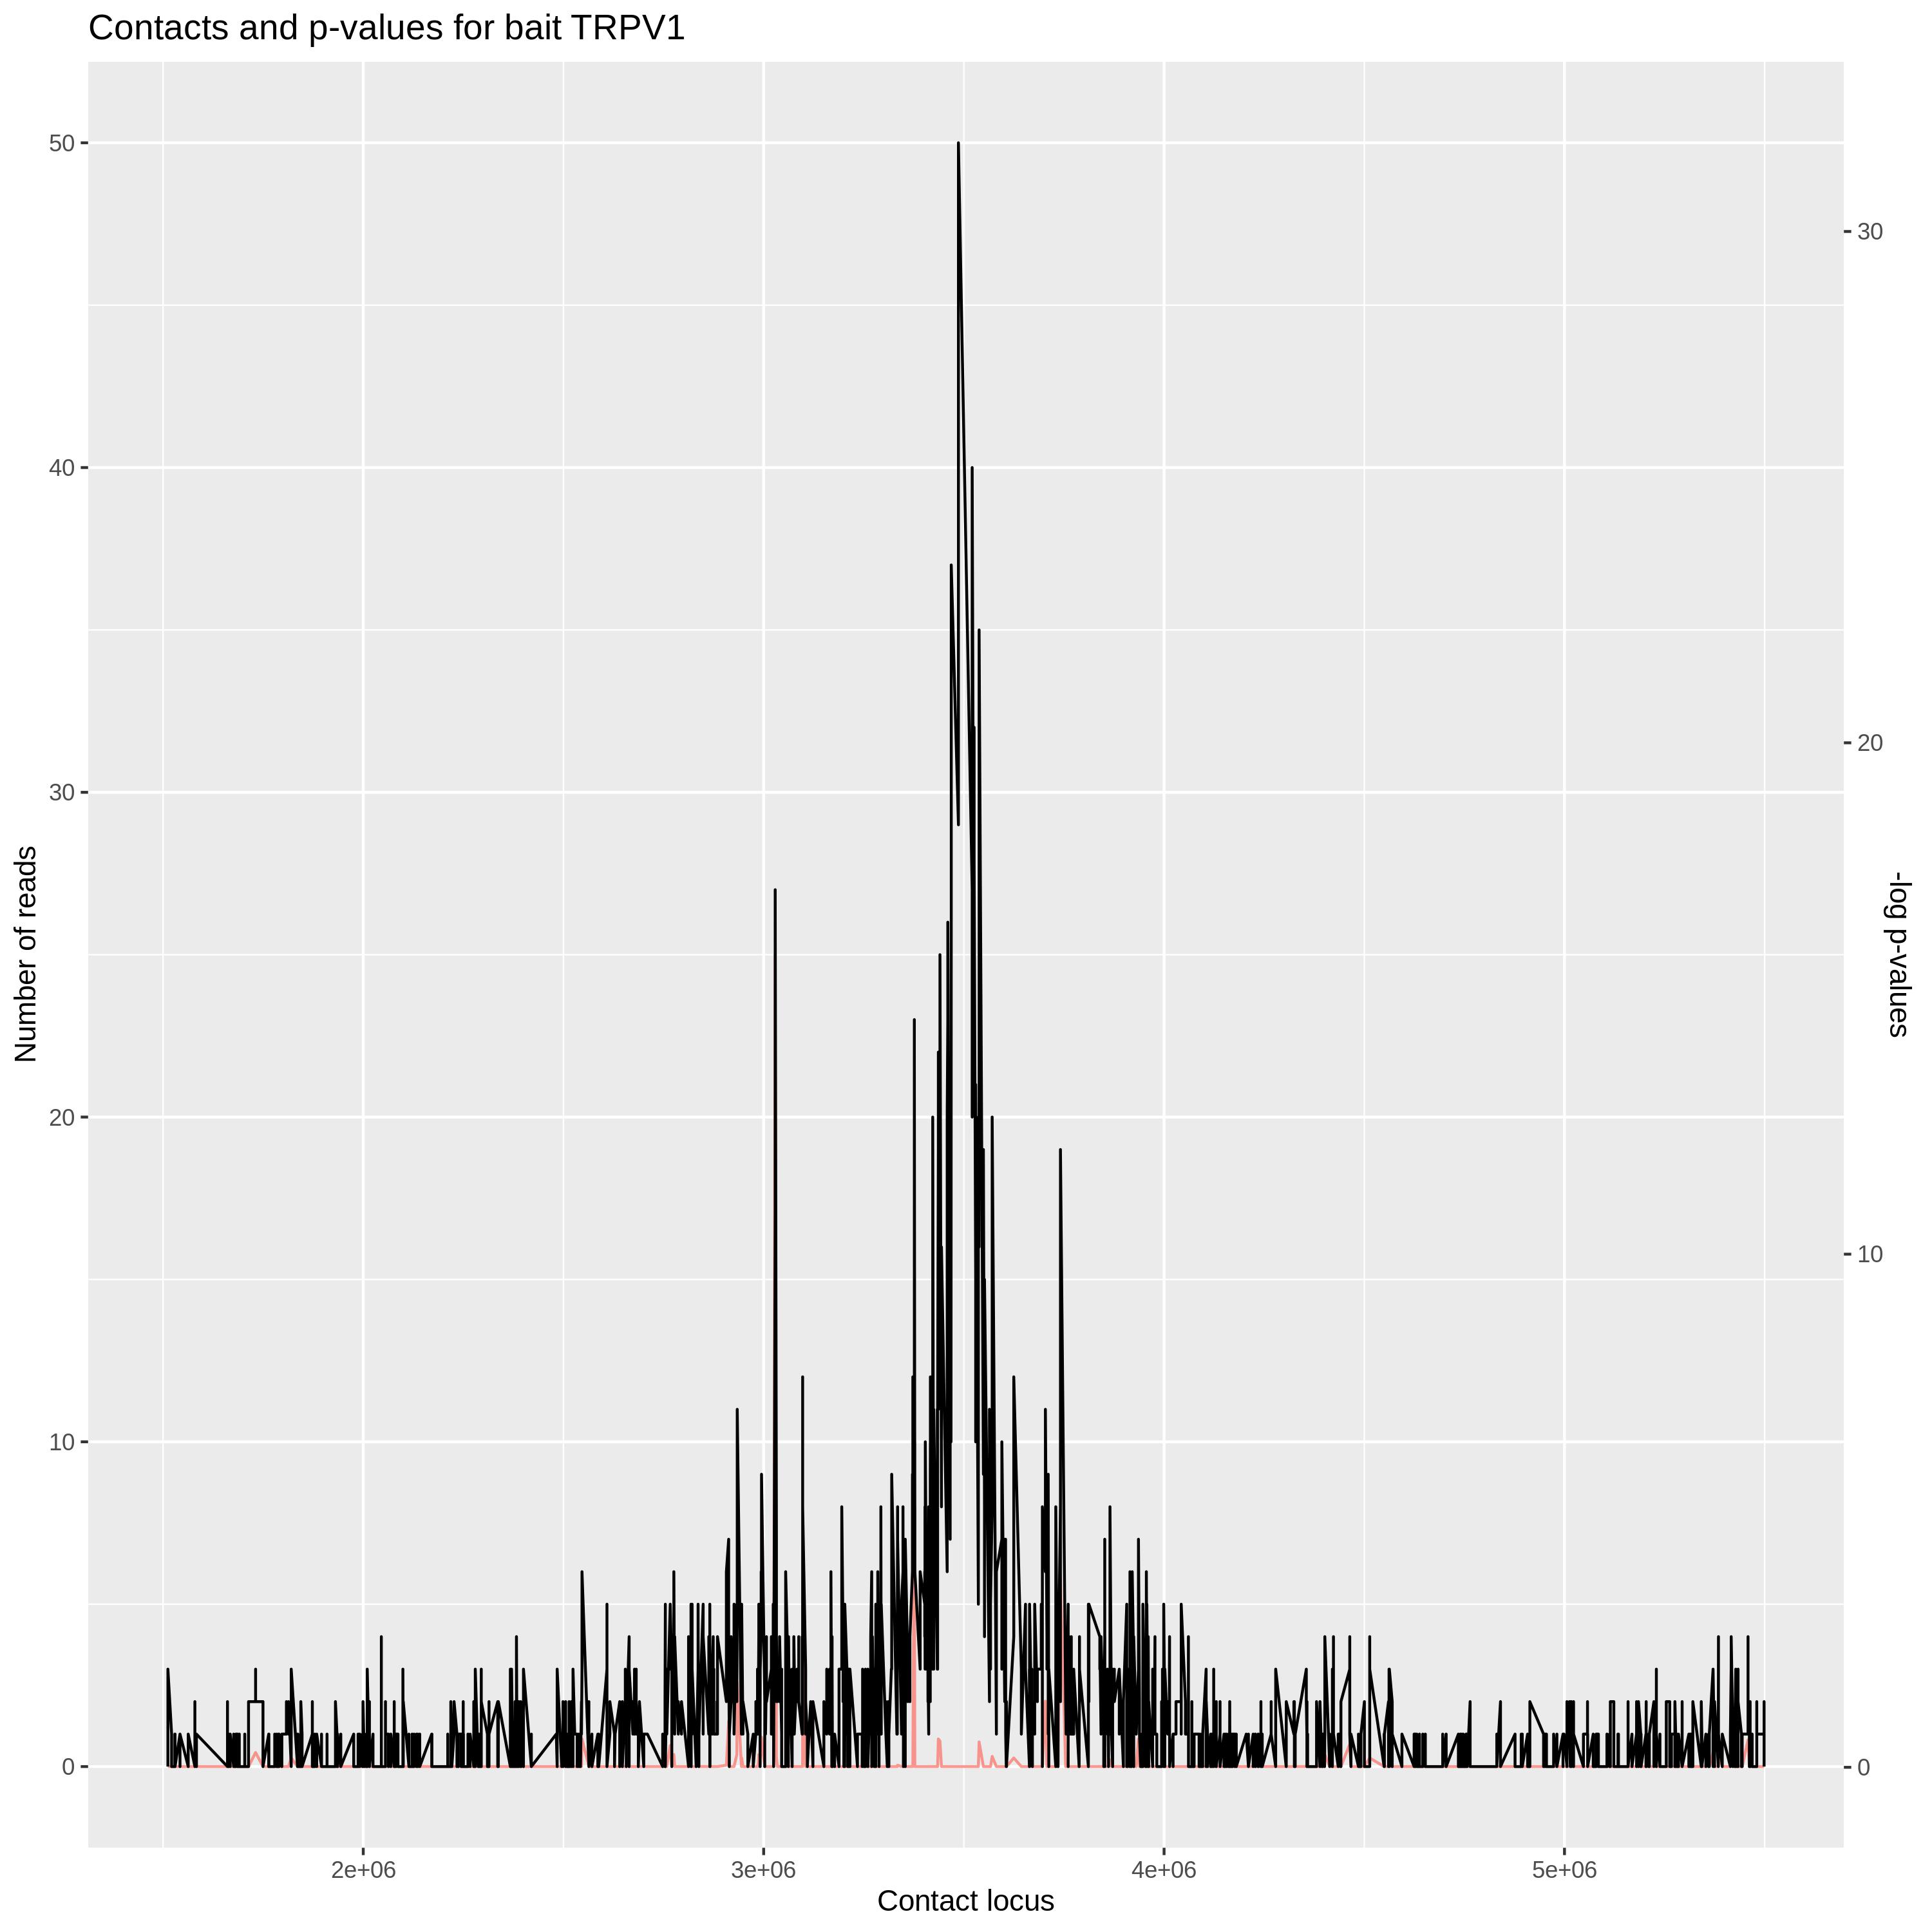 Contacts and p-values for bait TRPV1
50
40
30
20
10
0
Number of reads
30
20
10
0
-log p-values
2e+06
3e+06
4e+06
5e+06
Contact locus